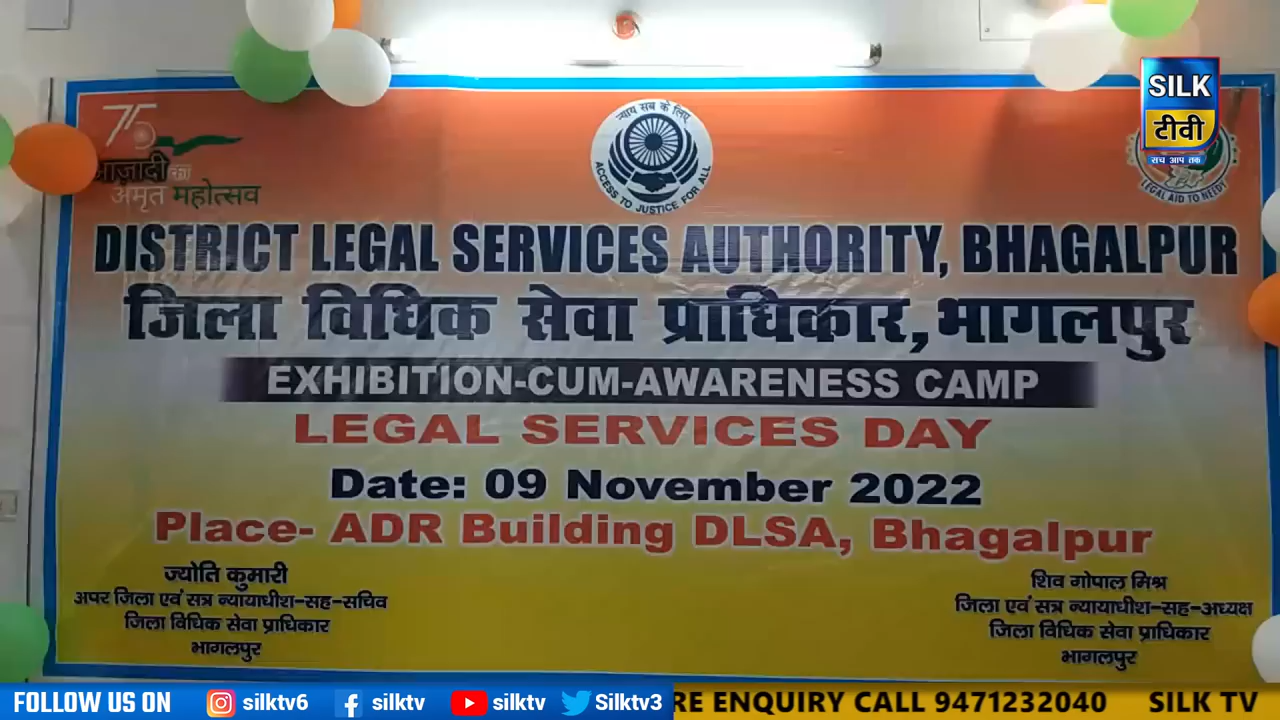 SILK
टीवी
सच आप तक
75
आज़ादी का
अमृत महोत्सव
न्याय सब के लिए
ACCESS TO JUSTICE FOR ALL
LEGAL AID TO NEEDY
DISTRICT LEGAL SERVICES AUTHORITY, BHAGALPUR
जिला विधिक सेवा प्राधिकार, भागलपुर
EXHIBITION-CUM-AWARENESS CAMP
LEGAL SERVICES DAY
Date: 09 November 2022
Place- ADR Building DLSA, Bhagalpur
ज्योति कुमारी
अपर जिला एवं सत्र न्यायाधीश-सह-सचिव
जिला विधिक सेवा प्राधिकार
भागलपुर
शिव गोपाल मिश्र
जिला एवं सत्र न्यायाधीश-सह-अध्यक्ष
जिला विधिक सेवा प्राधिकार
भागलपुर
FOLLOW US ON silktv6 silktv silktv Silktv3 RE ENQUIRY CALL 9471232040 SILK TV